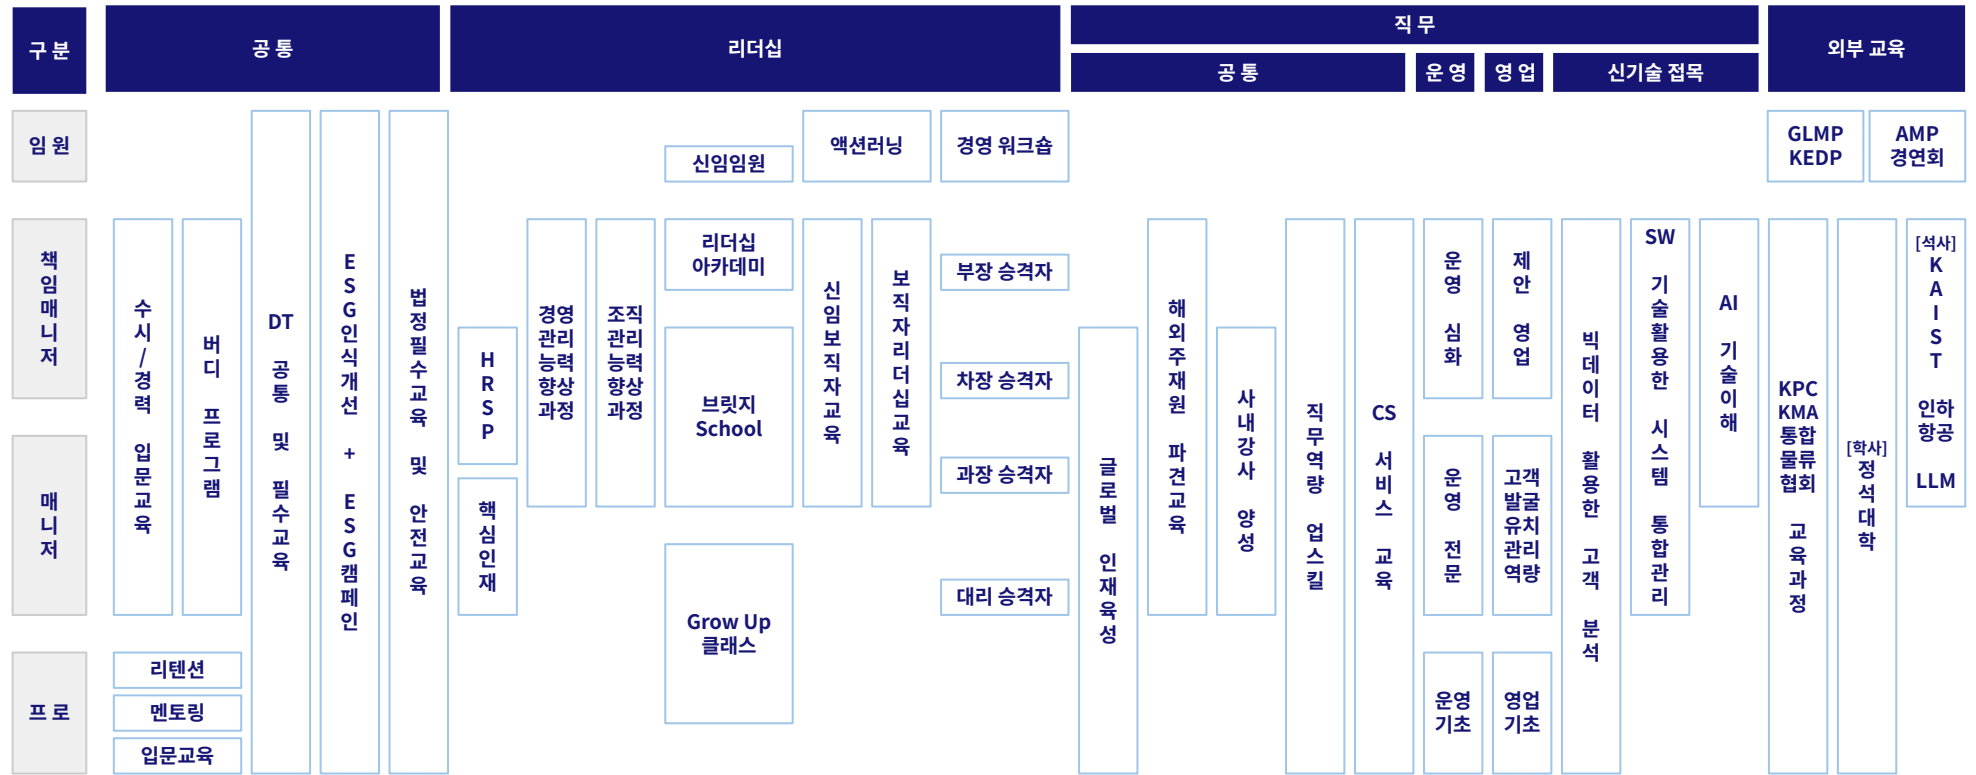 구 분
공 통
리더십
직 무
외부 교육
공 통
운 영
영 업
신기술 접목
임 원
신임임원
액션러닝
경영 워크숍
GLMP
KEDP
AMP
경연회
책임매니저
매니저
프 로
수시/경력 입문교육
버디 프로그램
리텐션
멘토링
입문교육
DT 공통 및 필수교육
ESG인식개선 + ESG캠페인
법정필수교육 및 안전교육
HRSP
핵심인재
경영
관리
능력
향상
과정
조직
관리
능력
향상
과정
리더십
아카데미
브릿지
School
Grow Up
클래스
신임보직자교육
보직자리더십교육
부장 승격자
차장 승격자
과장 승격자
대리 승격자
글로벌 인재육성
해외주재원 파견교육
사내강사 양성
직무역량 업스킬
CS 서비스 교육
운영 심화
운영 전문
운영
기초
제안 영업
고객
발굴
유치
관리
역량
영업
기초
빅데이터 활용한 고객 분석
SW 기술활용한 시스템 통합관리
AI 기술이해
KPC
KMA
통합
물류
협회
교육과정
[학사]
정석대학
[석사]
KAIST
인하
항공
LLM